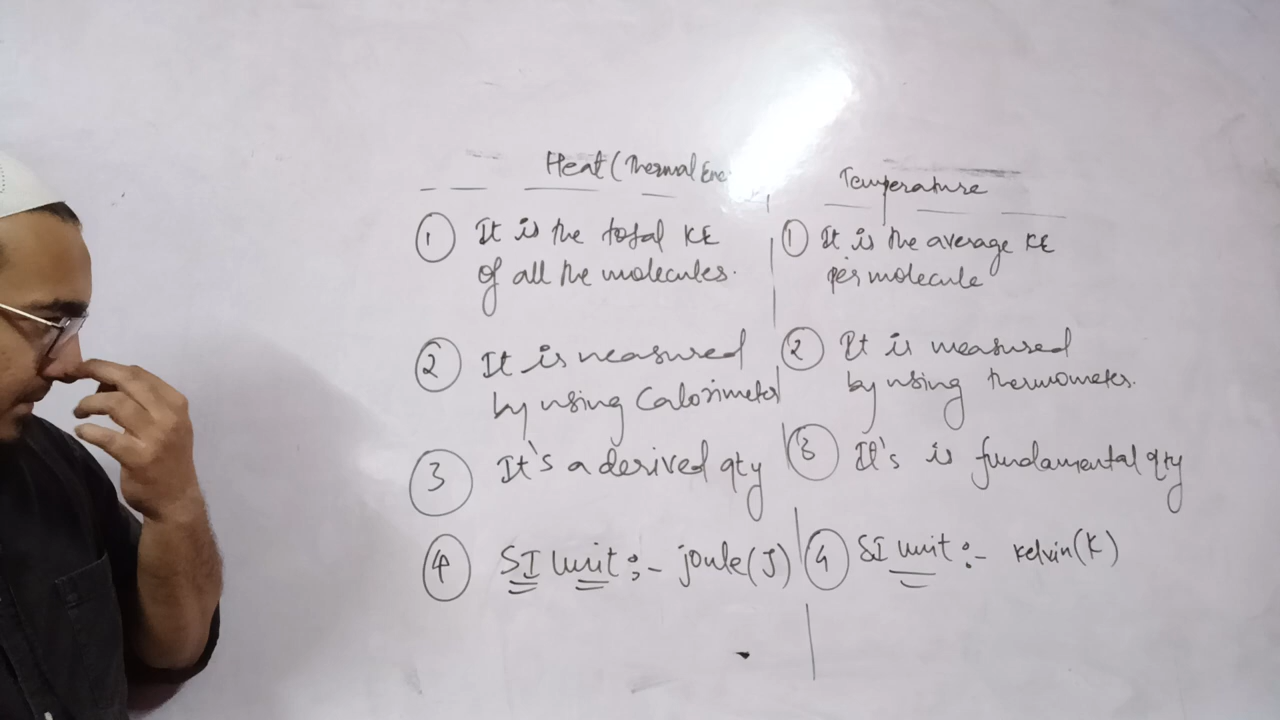 Heat (Thermal Ene
① It is the total KE
of all the molecules.
② It is measured
by using Calorimeter
③ It's a derived qty
④ SI Unit :- joule (J)
Temperature
① It is the average KE
per molecule
② It is measured
by using thermometer.
③ It's is fundamental qty
④ SI unit :- kelvin (K)